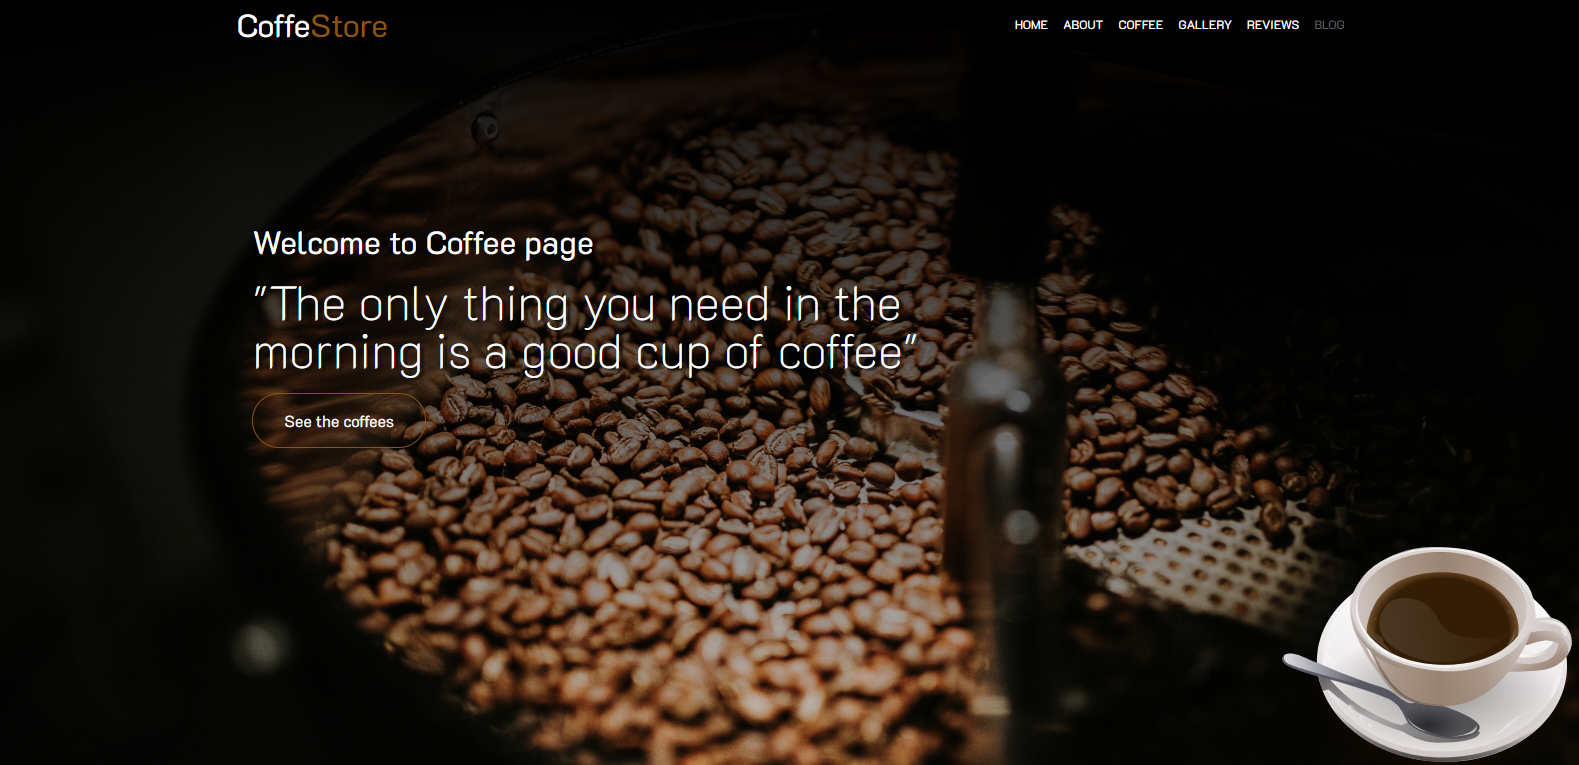 CoffeStore
HOME ABOUT COFFEE GALLERY REVIEWS BLOG
Welcome to Coffee page
"The only thing you need in the
morning is a good cup of coffee"
See the coffees